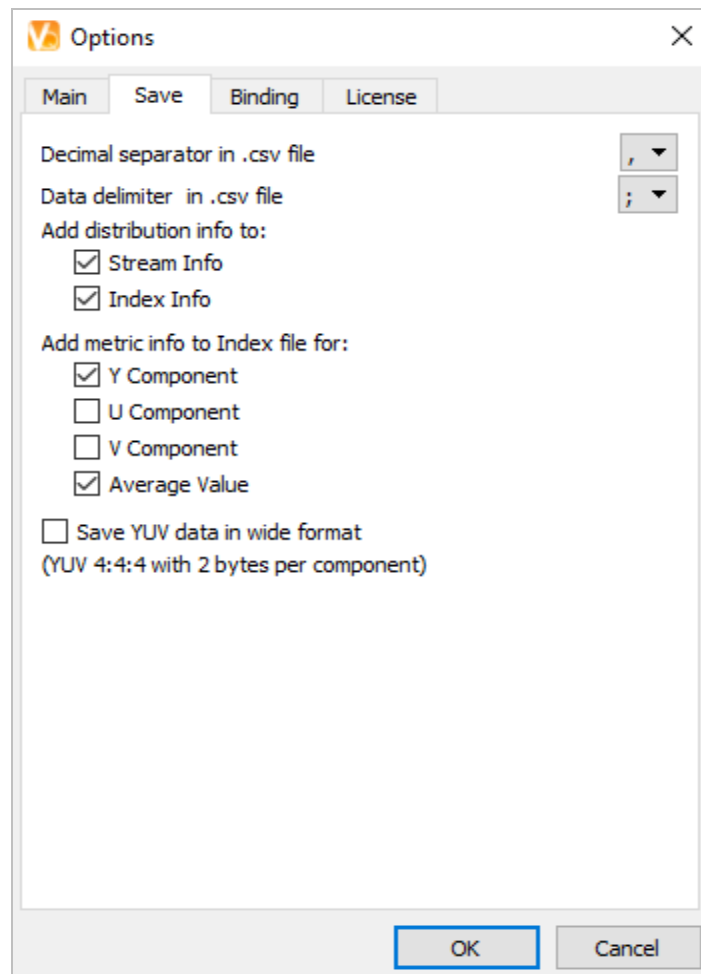 Options
Main Save Binding License
Decimal separator in .csv file ,
Data delimiter in .csv file ;
Add distribution info to:
Stream Info
Index Info
Add metric info to Index file for:
Y Component
U Component
V Component
Average Value
Save YUV data in wide format
(YUV 4:4:4 with 2 bytes per component)
OK Cancel